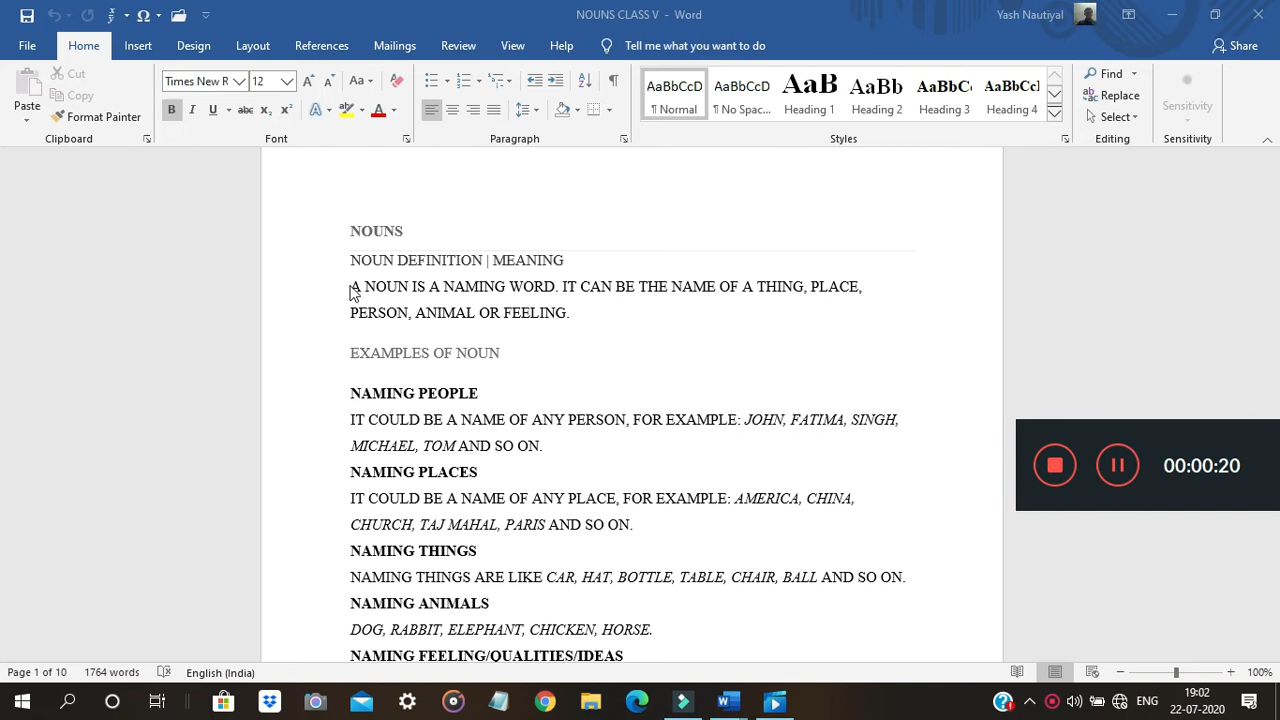 NOUNS CLASS V - Word
Yash Nautiyal
File Home Insert Design Layout References Mailings Review View Help Tell me what you want to do Share
Paste Cut Copy Format Painter
Clipboard
Times New R 12
Font
Paragraph
AaBbCcD ¶ Normal
AaBbCcD ¶ No Spac...
AaB Heading 1
AaBb Heading 2
AaBbC Heading 3
AaBbC Heading 4
Styles
Find
Replace
Select
Editing
Sensitivity
Sensitivity
NOUNS
NOUN DEFINITION | MEANING
A NOUN IS A NAMING WORD. IT CAN BE THE NAME OF A THING, PLACE,
PERSON, ANIMAL OR FEELING.
EXAMPLES OF NOUN
NAMING PEOPLE
IT COULD BE A NAME OF ANY PERSON, FOR EXAMPLE: JOHN, FATIMA, SINGH,
MICHAEL, TOM AND SO ON.
NAMING PLACES
IT COULD BE A NAME OF ANY PLACE, FOR EXAMPLE: AMERICA, CHINA,
CHURCH, TAJ MAHAL, PARIS AND SO ON.
NAMING THINGS
NAMING THINGS ARE LIKE CAR, HAT, BOTTLE, TABLE, CHAIR, BALL AND SO ON.
NAMING ANIMALS
DOG, RABBIT, ELEPHANT, CHICKEN, HORSE.
NAMING FEELING/QUALITIES/IDEAS
00:00:20
Page 1 of 10 1764 words English (India) 100%
ENG
19:02
22-07-2020